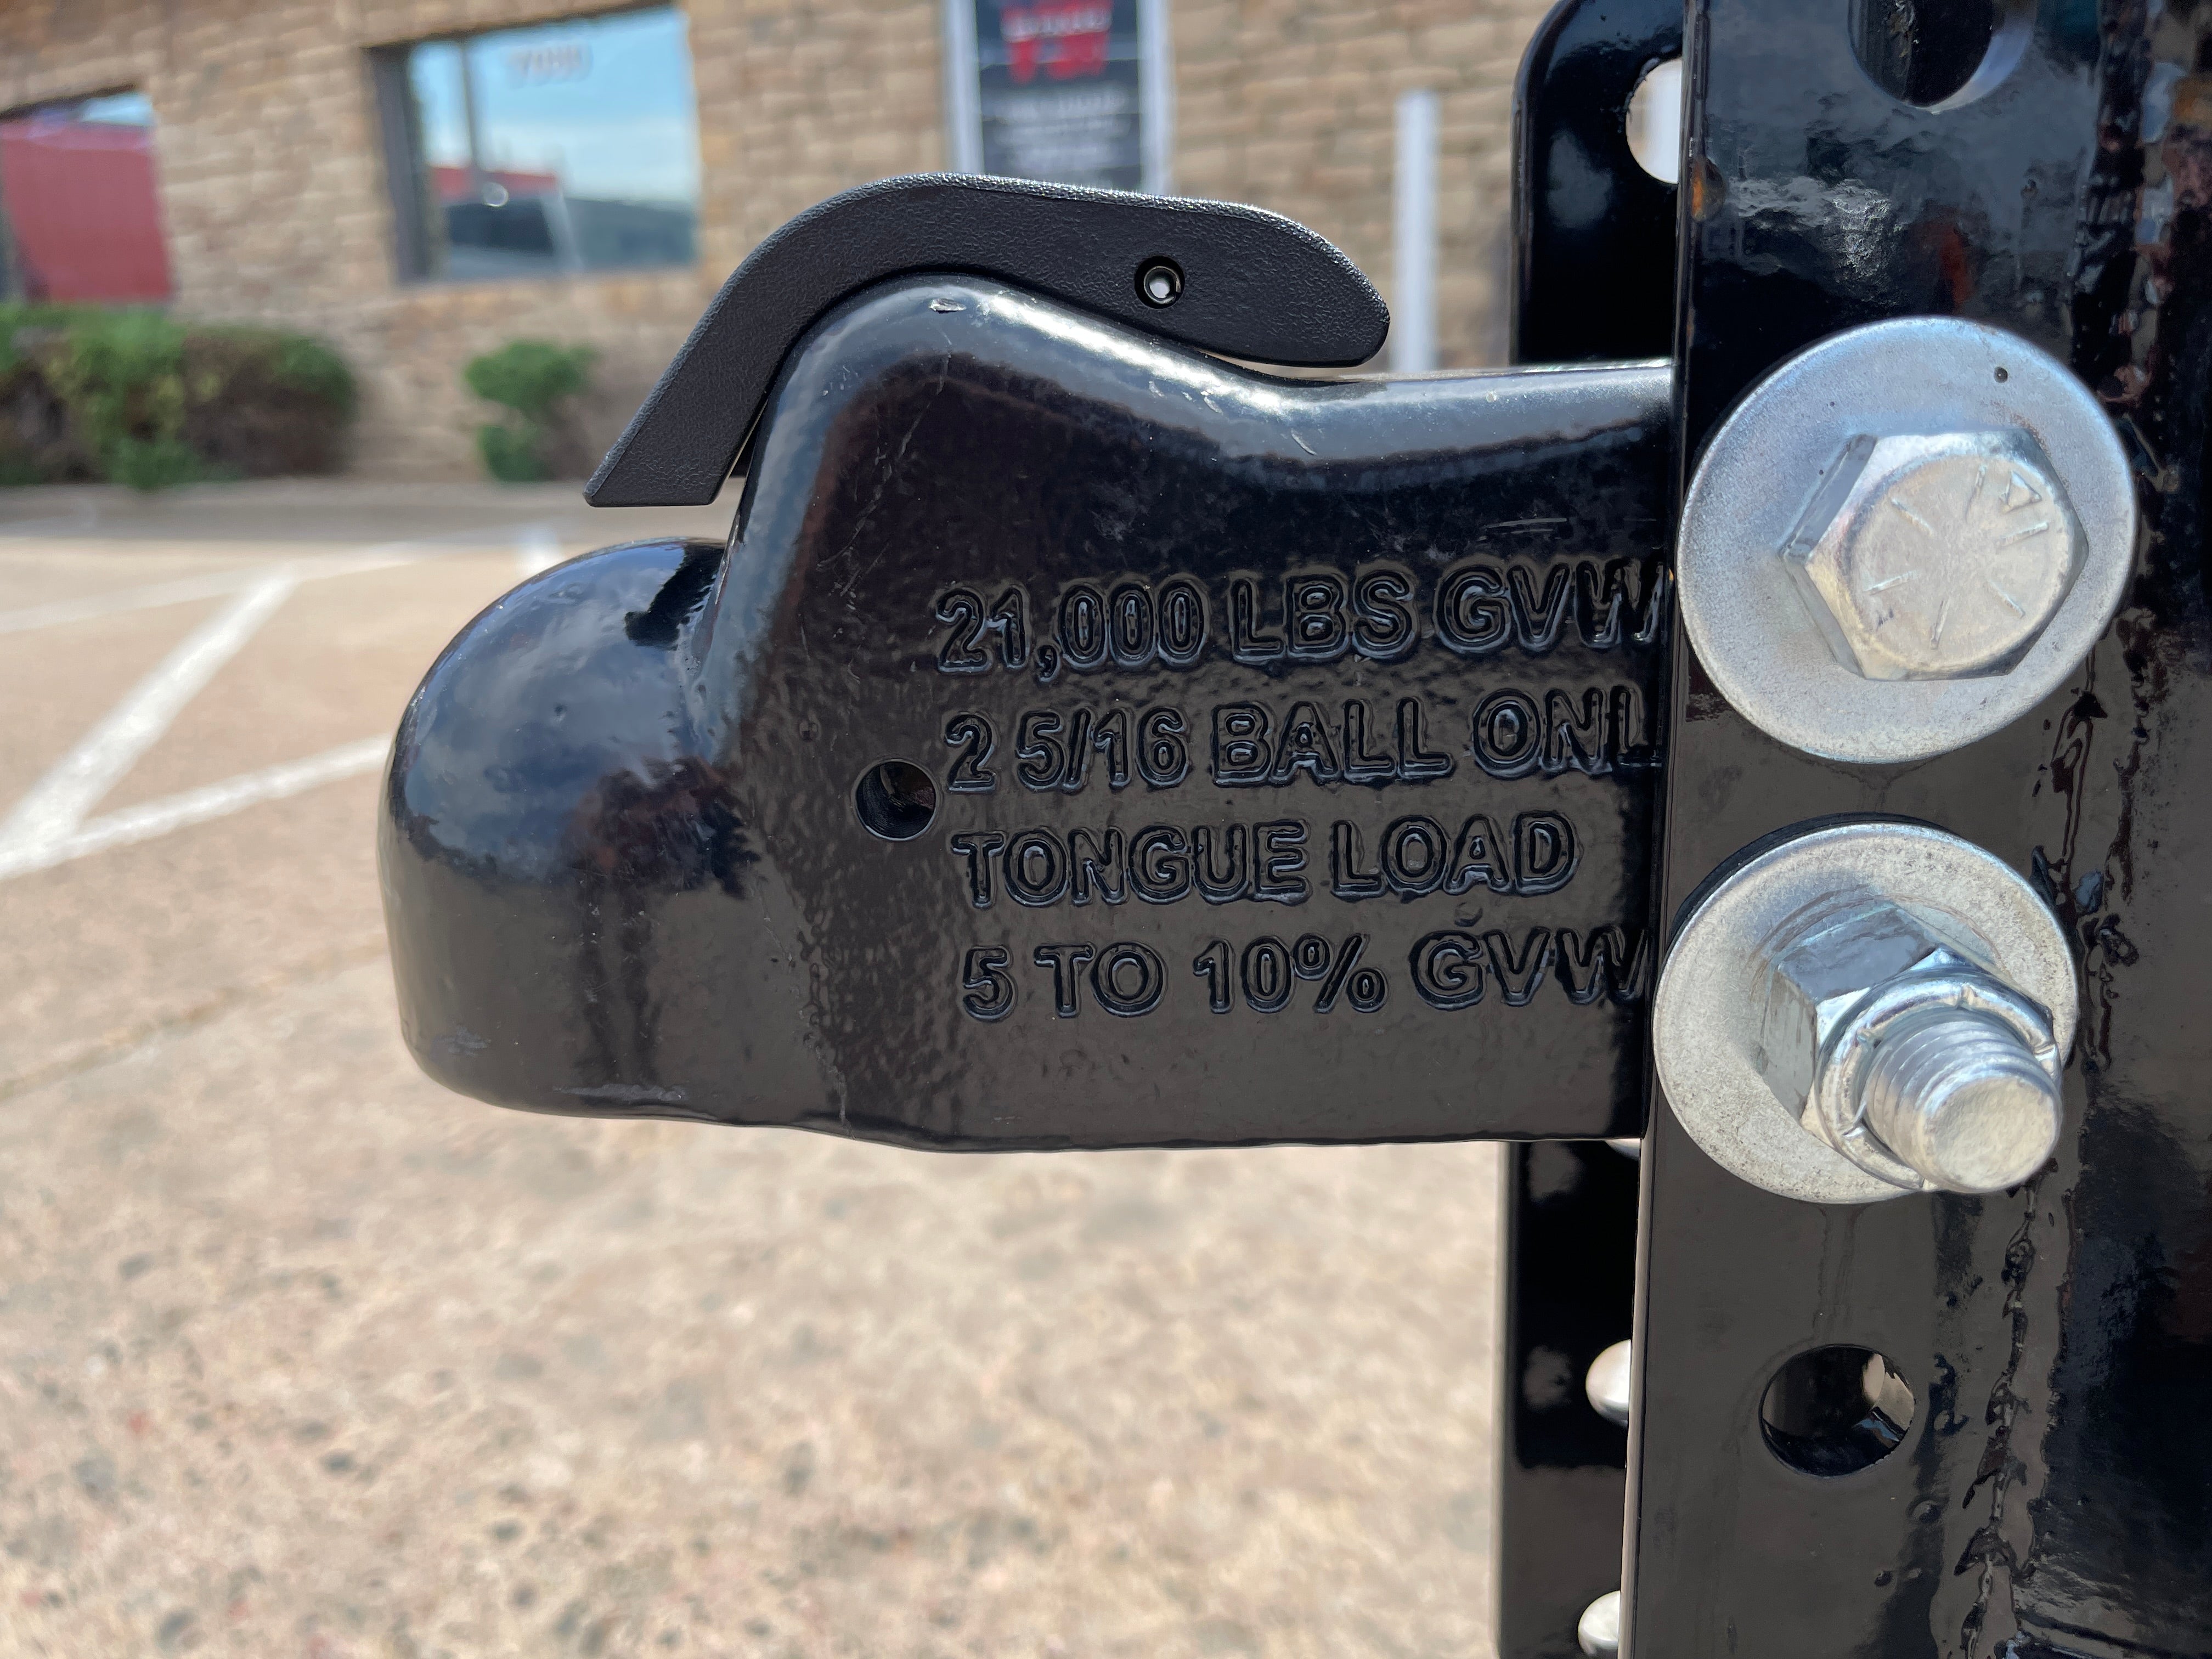 21,000 LBS GVW
2 5/16 BALL ONL
TONGUE LOAD
5 TO 10% GVW